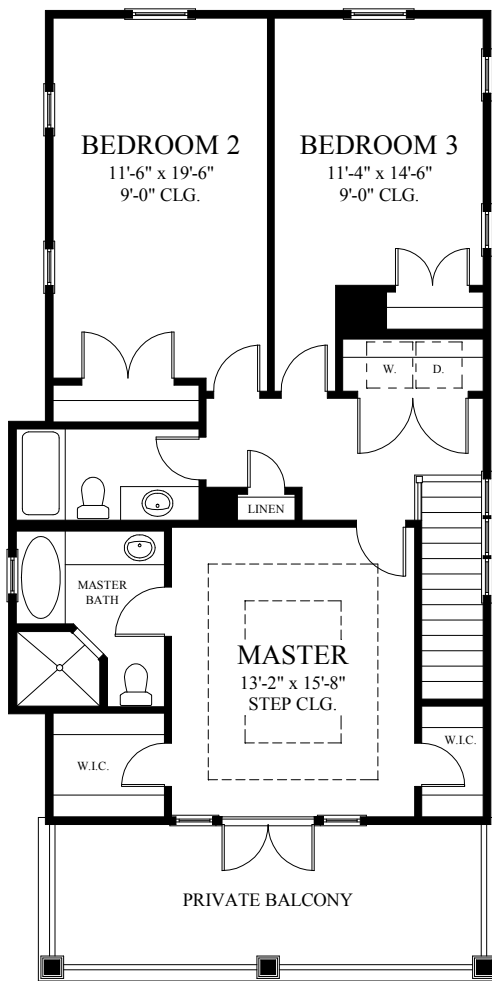 BEDROOM 2
11'-6" x 19'-6"
9'-0" CLG.
BEDROOM 3
11'-4" x 14'-6"
9'-0" CLG.
W.
D.
LINEN
MASTER
BATH
MASTER
13'-2" x 15'-8"
STEP CLG.
W.I.C.
W.I.C.
PRIVATE BALCONY